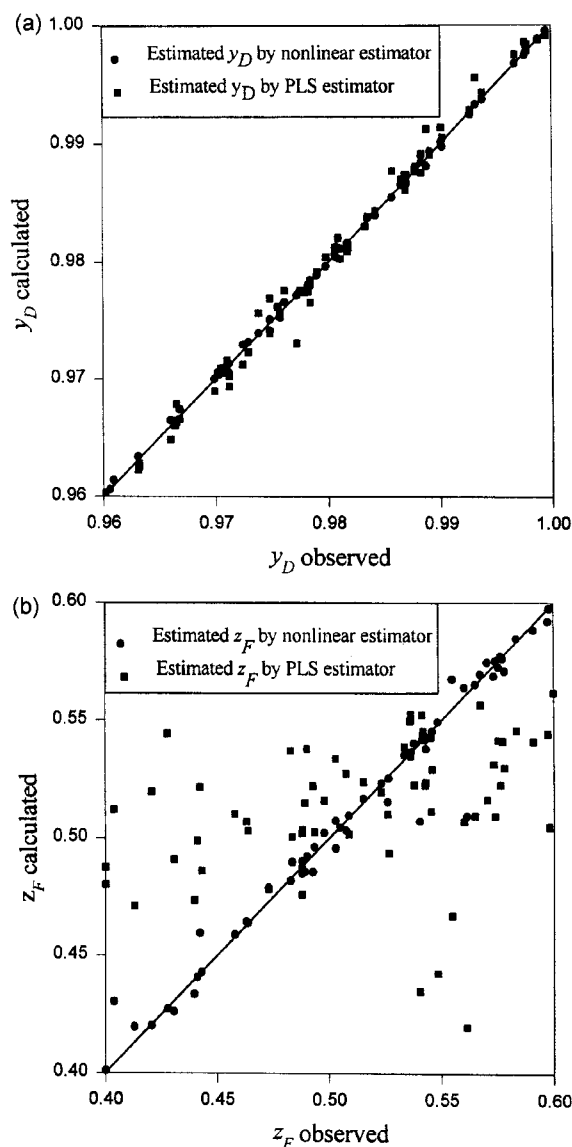 (a)
1.00
Estimated y_D by nonlinear estimator
Estimated y_D by PLS estimator
0.99
0.98
0.97
0.96
y_D calculated
0.96 0.97 0.98 0.99 1.00
y_D observed
(b)
0.60
Estimated z_F by nonlinear estimator
Estimated z_F by PLS estimator
0.55
0.50
0.45
0.40
z_F calculated
0.40 0.45 0.50 0.55 0.60
z_F observed